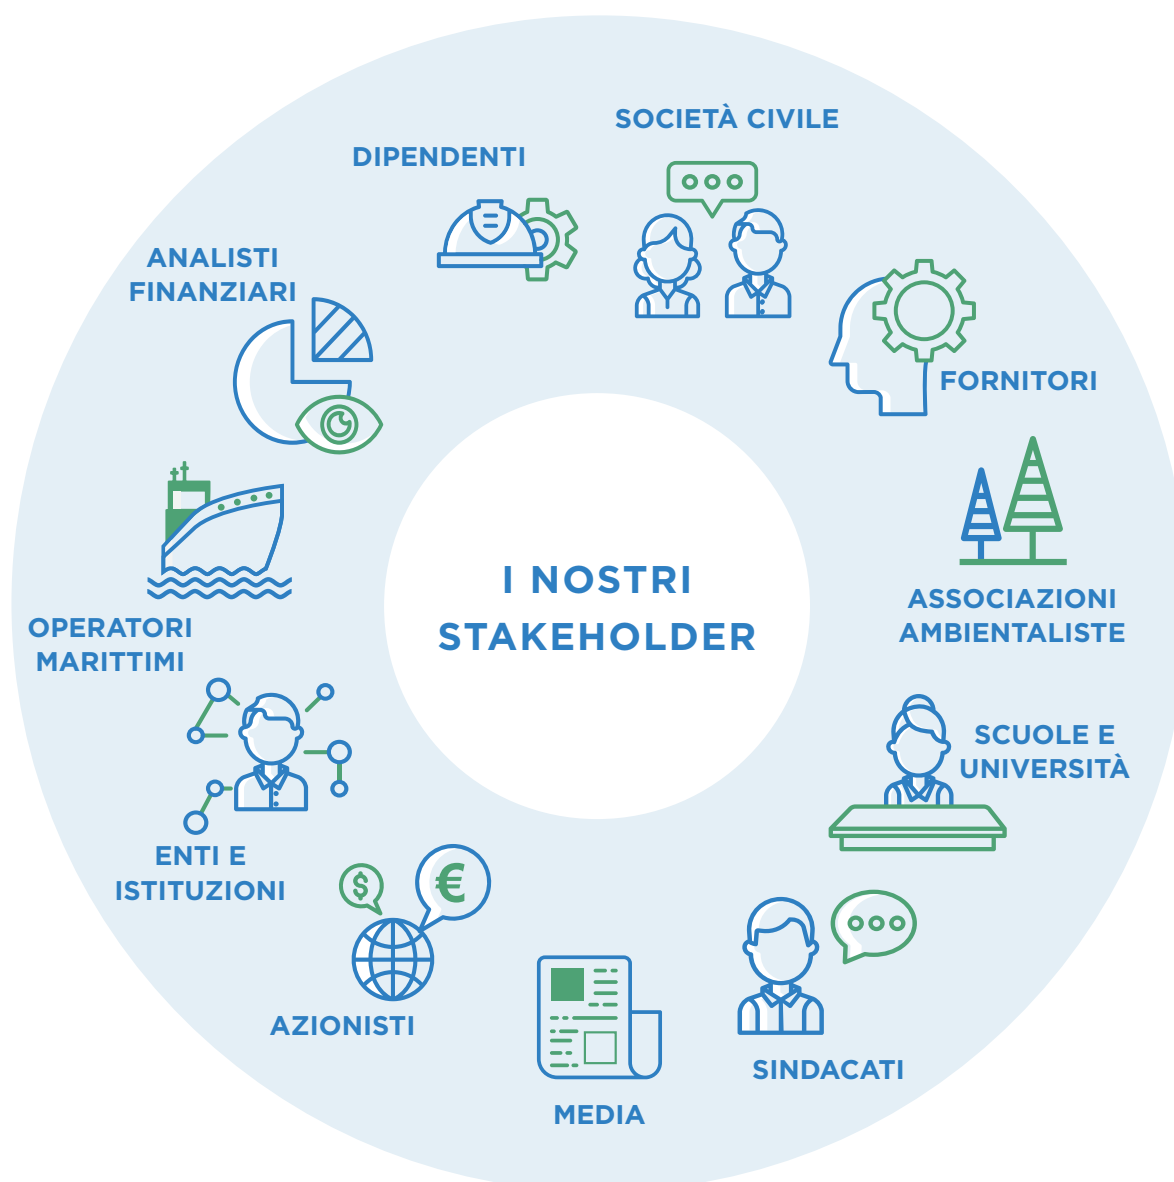 SOCIETÀ CIVILE
DIPENDENTI
ANALISTI
FINANZIARI
FORNITORI
I NOSTRI
STAKEHOLDER
ASSOCIAZIONI
AMBIENTALISTE
OPERATORI
MARITTIMI
SCUOLE E
UNIVERSITÀ
ENTI E
ISTITUZIONI
$
€
AZIONISTI
SINDACATI
MEDIA